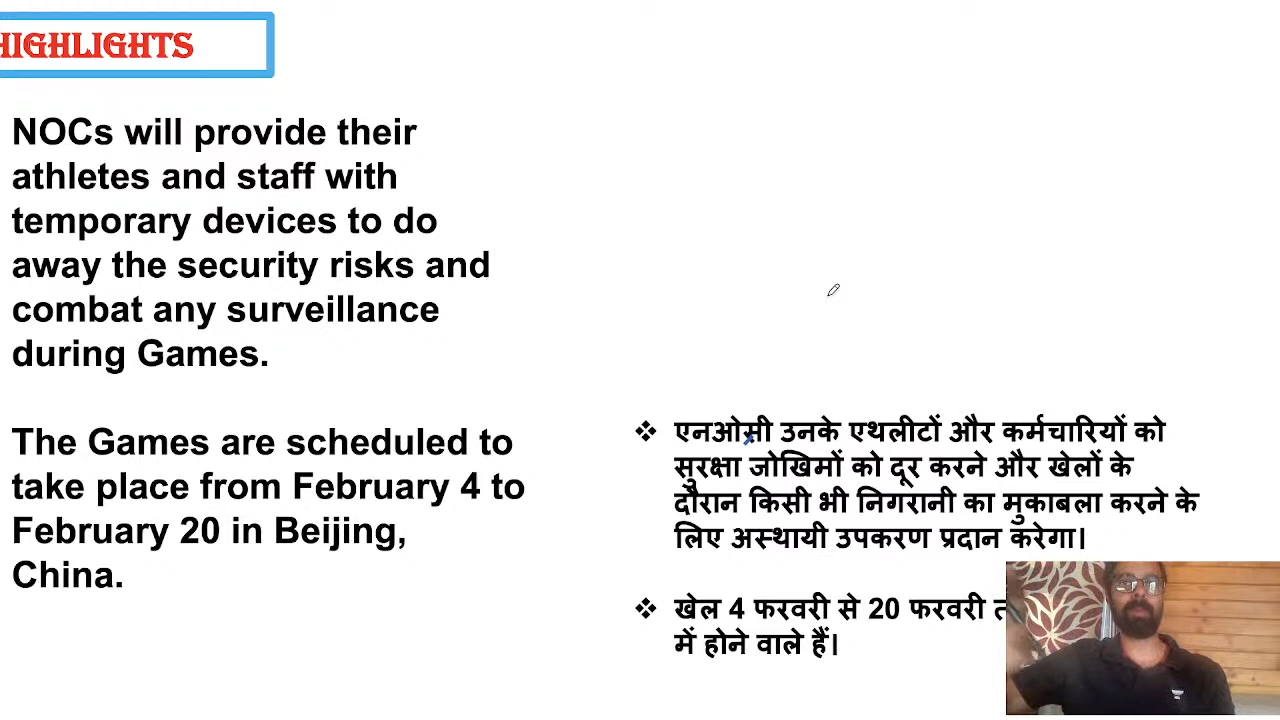 HIGHLIGHTS
NOCs will provide their
athletes and staff with
temporary devices to do
away the security risks and
combat any surveillance
during Games.
The Games are scheduled to
take place from February 4 to
February 20 in Beijing,
China.
❖ एनओसी उनके एथलीटों और कर्मचारियों को
सुरक्षा जोखिमों को दूर करने और खेलों के
दौरान किसी भी निगरानी का मुकाबला करने के
लिए अस्थायी उपकरण प्रदान करेगा।
❖ खेल 4 फरवरी से 20 फरवरी
में होने वाले हैं।